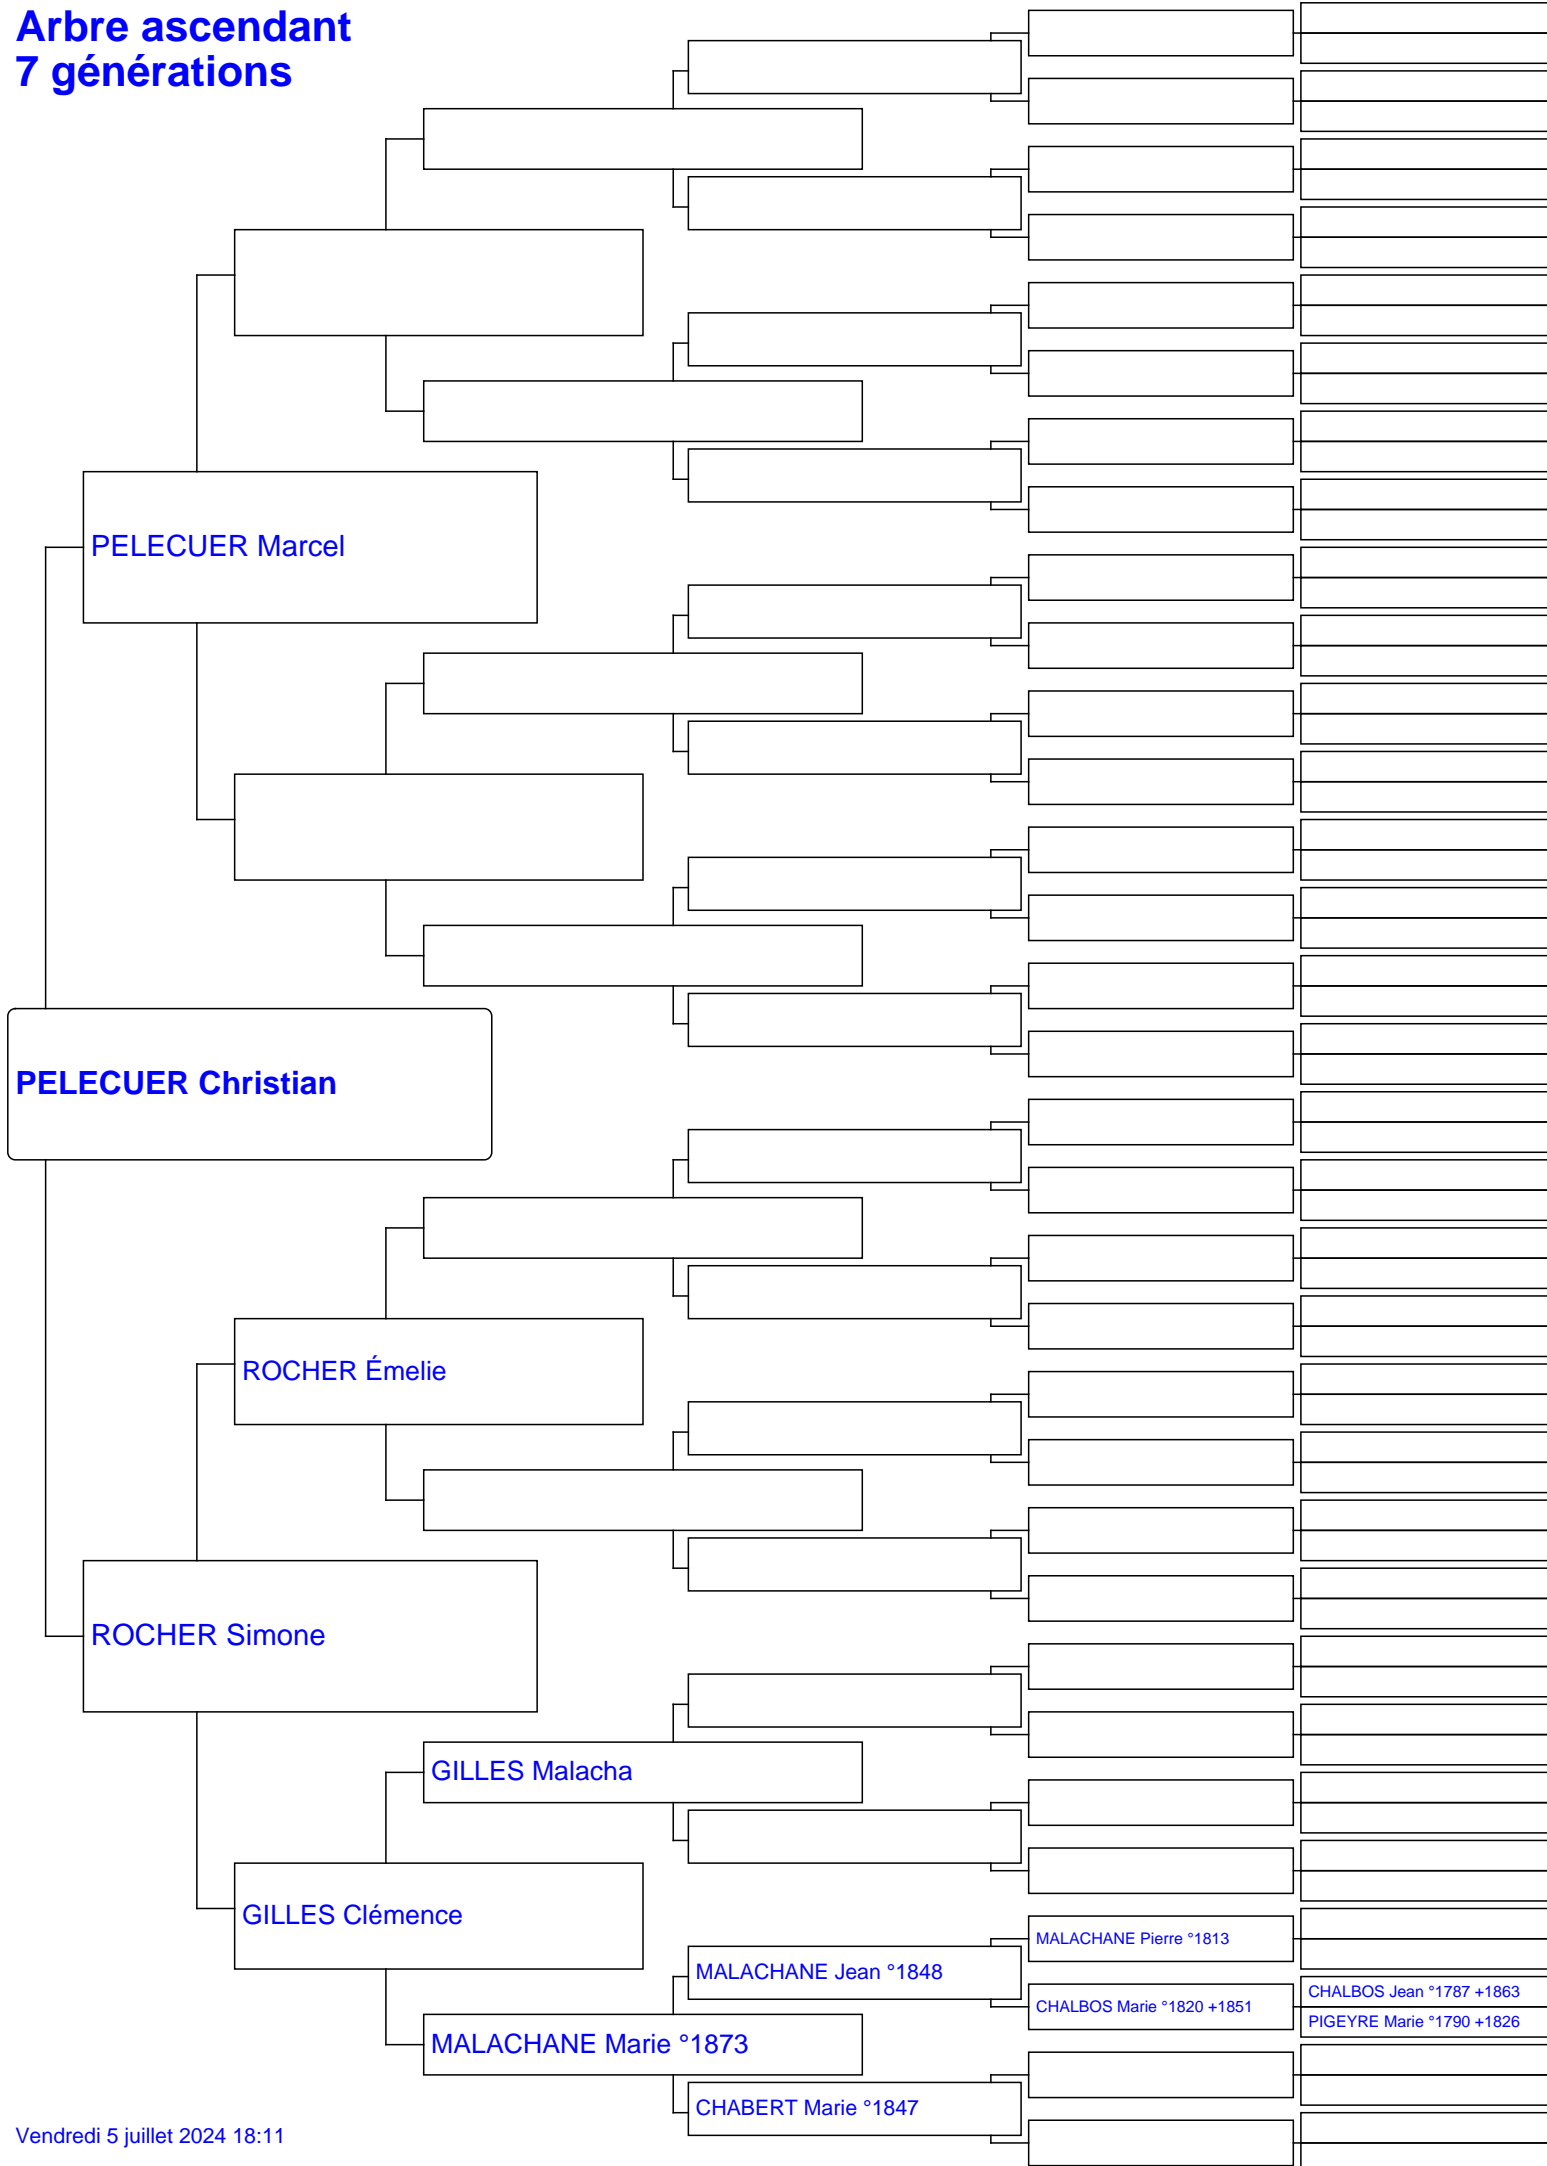 Arbre ascendant
7 générations
PELECUER Marcel
PELECUER Christian
ROCHER Émelie
ROCHER Simone
GILLES Malacha
GILLES Clémence
MALACHANE Pierre °1813
MALACHANE Jean °1848
CHALBOS Jean °1787 +1863
CHALBOS Marie °1820 +1851
PIGEYRE Marie °1790 +1826
MALACHANE Marie °1873
CHABERT Marie °1847
Vendredi 5 juillet 2024 18:11